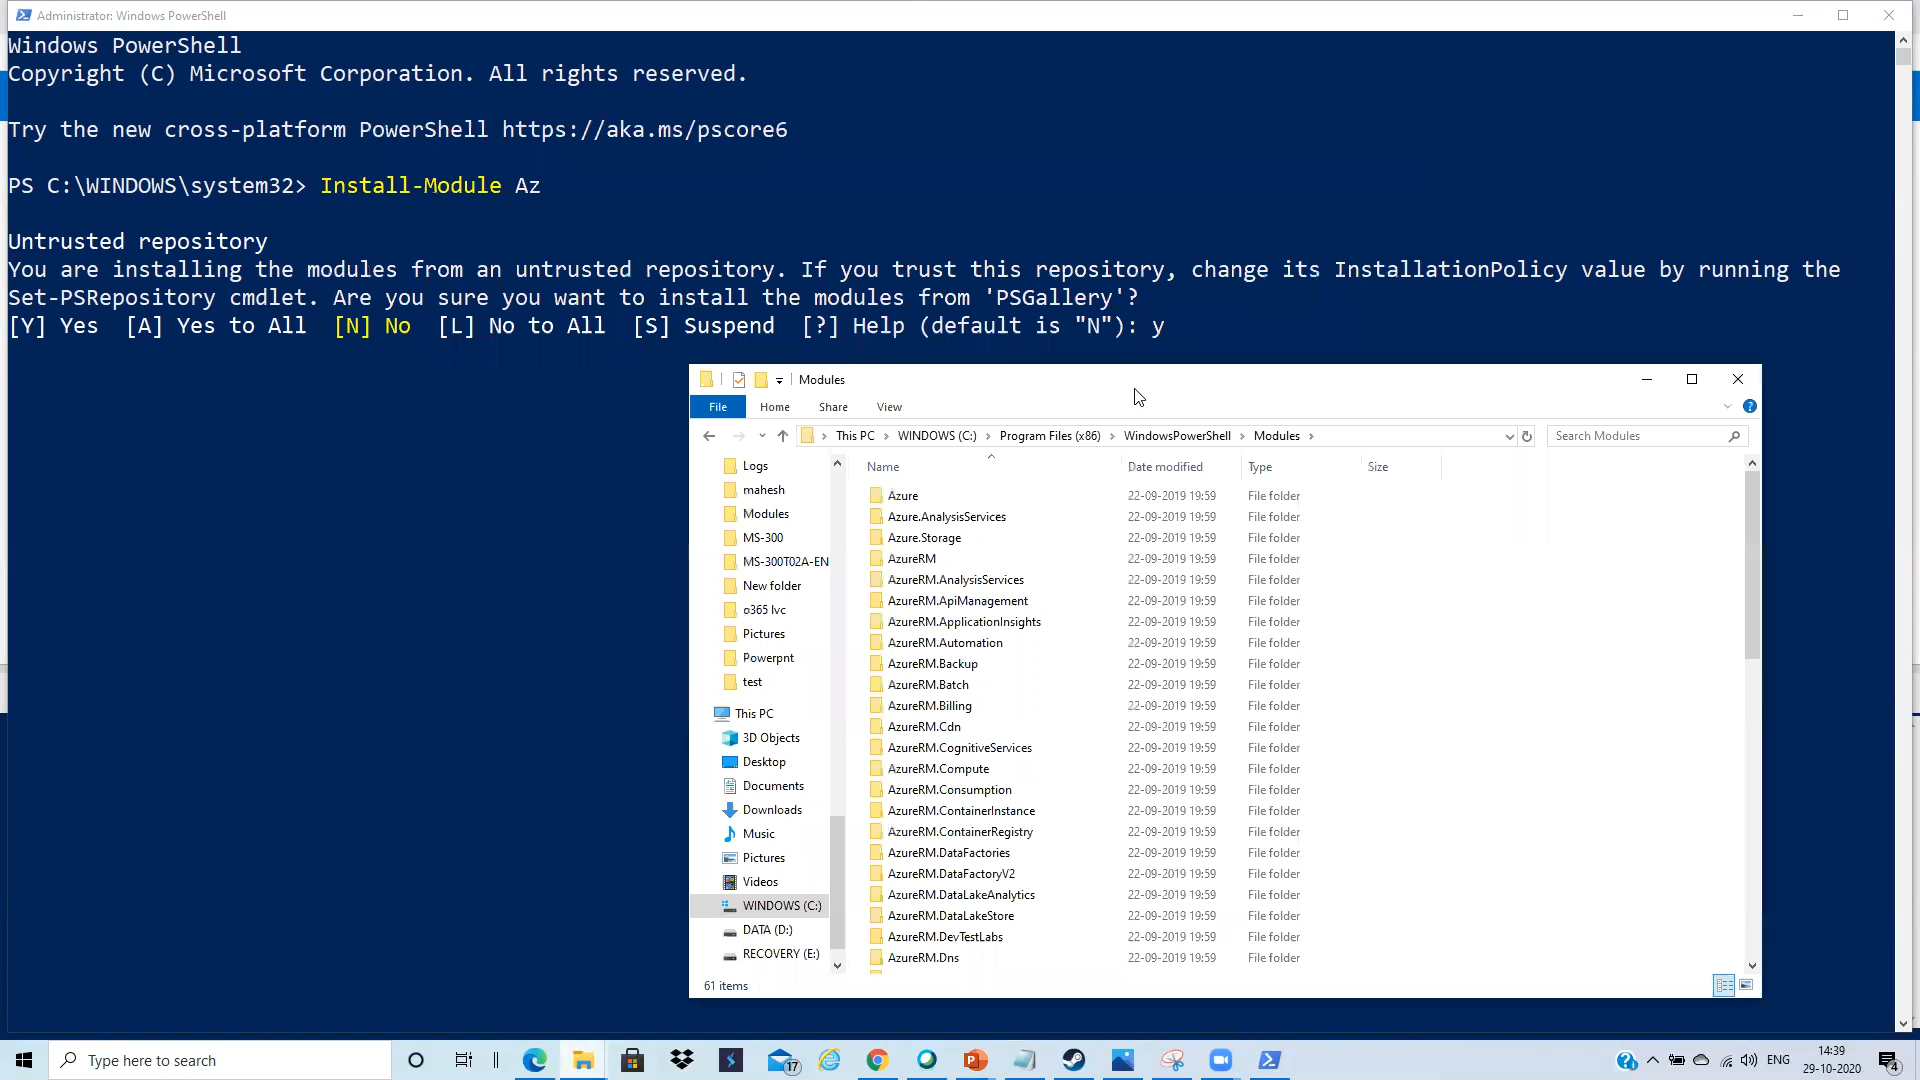 Administrator: Windows PowerShell
Windows PowerShell
Copyright (C) Microsoft Corporation. All rights reserved.
Try the new cross-platform PowerShell https://aka.ms/pscore6
PS C:\WINDOWS\system32> Install-Module Az
Untrusted repository
You are installing the modules from an untrusted repository. If you trust this repository, change its InstallationPolicy value by running the
Set-PSRepository cmdlet. Are you sure you want to install the modules from 'PSGallery'?
[Y] Yes  [A] Yes to All  [N] No  [L] No to All  [S] Suspend  [?] Help (default is "N"): y
Modules
File Home Share View
This PC > WINDOWS (C:) > Program Files (x86) > WindowsPowerShell > Modules >
Search Modules
Logs
mahesh
Modules
MS-300
MS-300T02A-EN
New folder
o365 lvc
Pictures
Powerpnt
test
This PC
3D Objects
Desktop
Documents
Downloads
Music
Pictures
Videos
WINDOWS (C:)
DATA (D:)
RECOVERY (E:)
Name Date modified Type Size
Azure 22-09-2019 19:59 File folder
Azure.AnalysisServices 22-09-2019 19:59 File folder
Azure.Storage 22-09-2019 19:59 File folder
AzureRM 22-09-2019 19:59 File folder
AzureRM.AnalysisServices 22-09-2019 19:59 File folder
AzureRM.ApiManagement 22-09-2019 19:59 File folder
AzureRM.ApplicationInsights 22-09-2019 19:59 File folder
AzureRM.Automation 22-09-2019 19:59 File folder
AzureRM.Backup 22-09-2019 19:59 File folder
AzureRM.Batch 22-09-2019 19:59 File folder
AzureRM.Billing 22-09-2019 19:59 File folder
AzureRM.Cdn 22-09-2019 19:59 File folder
AzureRM.CognitiveServices 22-09-2019 19:59 File folder
AzureRM.Compute 22-09-2019 19:59 File folder
AzureRM.Consumption 22-09-2019 19:59 File folder
AzureRM.ContainerInstance 22-09-2019 19:59 File folder
AzureRM.ContainerRegistry 22-09-2019 19:59 File folder
AzureRM.DataFactories 22-09-2019 19:59 File folder
AzureRM.DataFactoryV2 22-09-2019 19:59 File folder
AzureRM.DataLakeAnalytics 22-09-2019 19:59 File folder
AzureRM.DataLakeStore 22-09-2019 19:59 File folder
AzureRM.DevTestLabs 22-09-2019 19:59 File folder
AzureRM.Dns 22-09-2019 19:59 File folder
61 items
Type here to search
17
ENG
14:39
29-10-2020
4